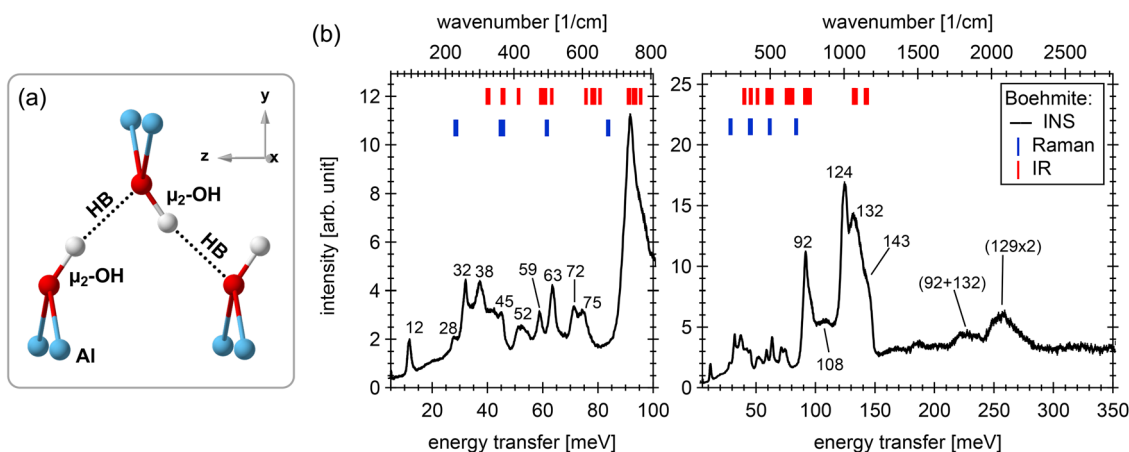 (a)
y
z
x
HB
μ₂-OH
HB
μ₂-OH
Al
(b)
wavenumber [1/cm]
0 200 400 600 800
12
10
8
6
4
2
0
intensity [arb. unit]
12
28
32
38
45
52
59
63
72
75
20 40 60 80 100
energy transfer [meV]
wavenumber [1/cm]
0 500 1000 1500 2000 2500
25
20
15
10
5
0
Boehmite:
INS
Raman
IR
92
108
124
132
143
(92+132)
(129x2)
50 100 150 200 250 300 350
energy transfer [meV]